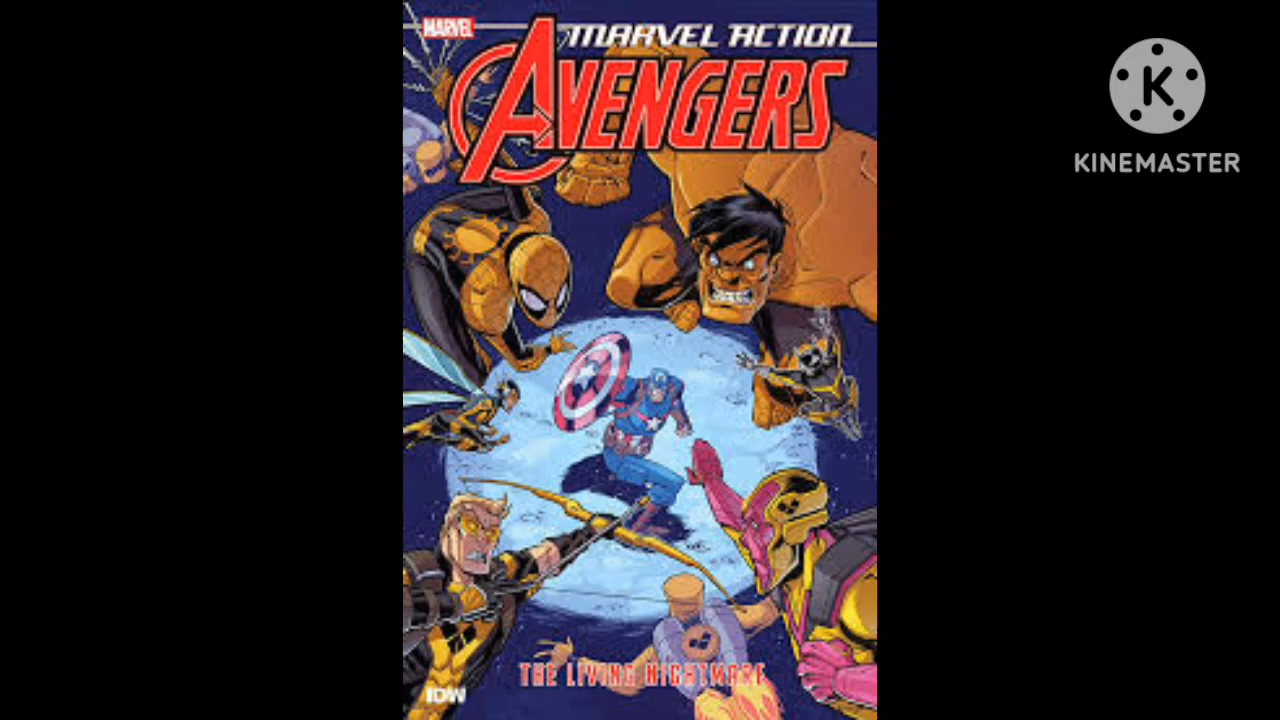 MARVEL
MARVEL ACTION
AVENGERS
THE LIVING NIGHTMARE
IDW
K
KINEMASTER